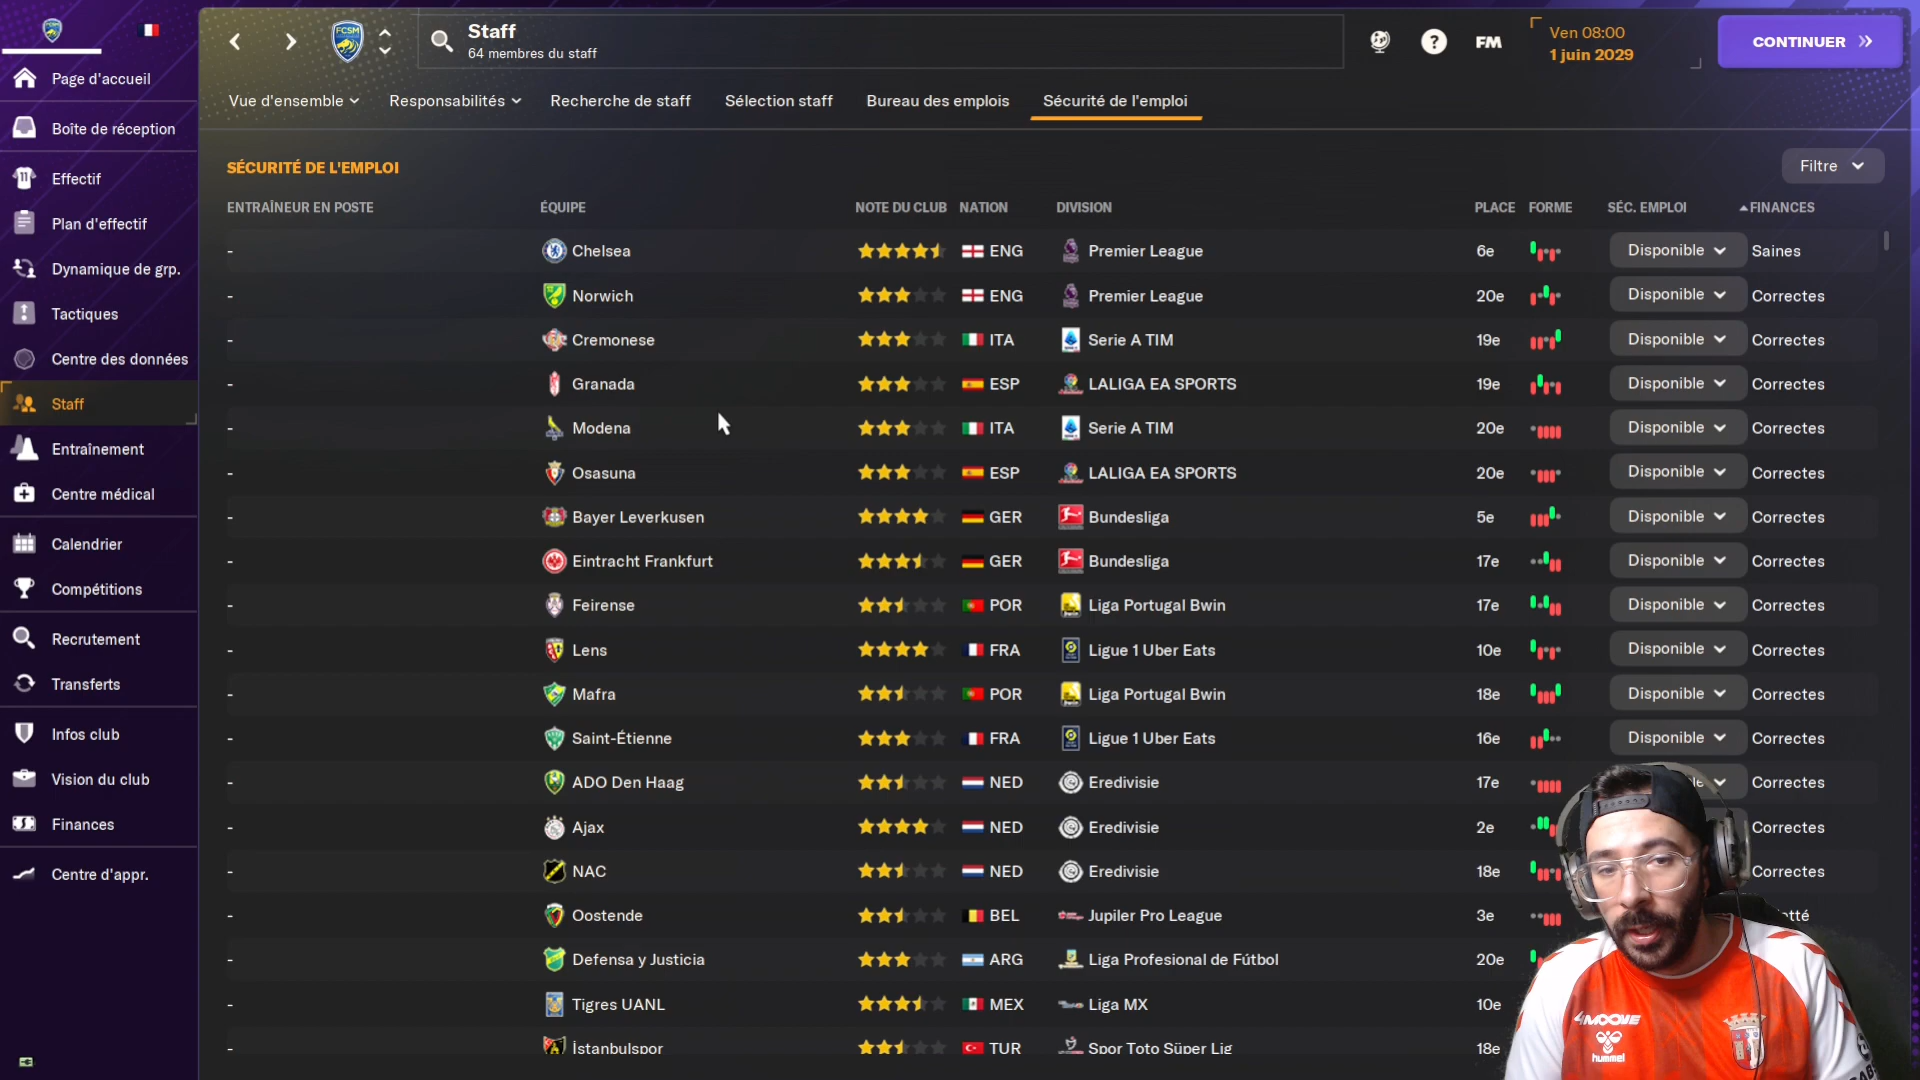 FCSM
Staff
64 membres du staff
FM
Ven 08:00
1 juin 2029
CONTINUER
Page d'accueil
Boîte de réception
Effectif
Plan d'effectif
Dynamique de grp.
Tactiques
Centre des données
Staff
Entraînement
Centre médical
Calendrier
Compétitions
Recrutement
Transferts
Infos club
Vision du club
Finances
Centre d'appr.
Vue d'ensemble
Responsabilités
Recherche de staff
Sélection staff
Bureau des emplois
Sécurité de l'emploi
SÉCURITÉ DE L'EMPLOI
Filtre
ENTRAÎNEUR EN POSTE ÉQUIPE NOTE DU CLUB NATION DIVISION PLACE FORME SÉC. EMPLOI FINANCES
- Chelsea ENG Premier League 6e Disponible Saines
- Norwich ENG Premier League 20e Disponible Correctes
- Cremonese ITA Serie A TIM 19e Disponible Correctes
- Granada ESP LALIGA EA SPORTS 19e Disponible Correctes
- Modena ITA Serie A TIM 20e Disponible Correctes
- Osasuna ESP LALIGA EA SPORTS 20e Disponible Correctes
- Bayer Leverkusen GER Bundesliga 5e Disponible Correctes
- Eintracht Frankfurt GER Bundesliga 17e Disponible Correctes
- Feirense POR Liga Portugal Bwin 17e Disponible Correctes
- Lens FRA Ligue 1 Uber Eats 10e Disponible Correctes
- Mafra POR Liga Portugal Bwin 18e Disponible Correctes
- Saint-Étienne FRA Ligue 1 Uber Eats 16e Disponible Correctes
- ADO Den Haag NED Eredivisie 17e Correctes
- Ajax NED Eredivisie 2e Correctes
- NAC NED Eredivisie 18e Correctes
- Oostende BEL Jupiler Pro League 3e
- Defensa y Justicia ARG Liga Profesional de Fútbol 20e
- Tigres UANL MEX Liga MX 10e
- İstanbulspor TUR Spor Toto Süper Lig 18e
MOOVE
hummel